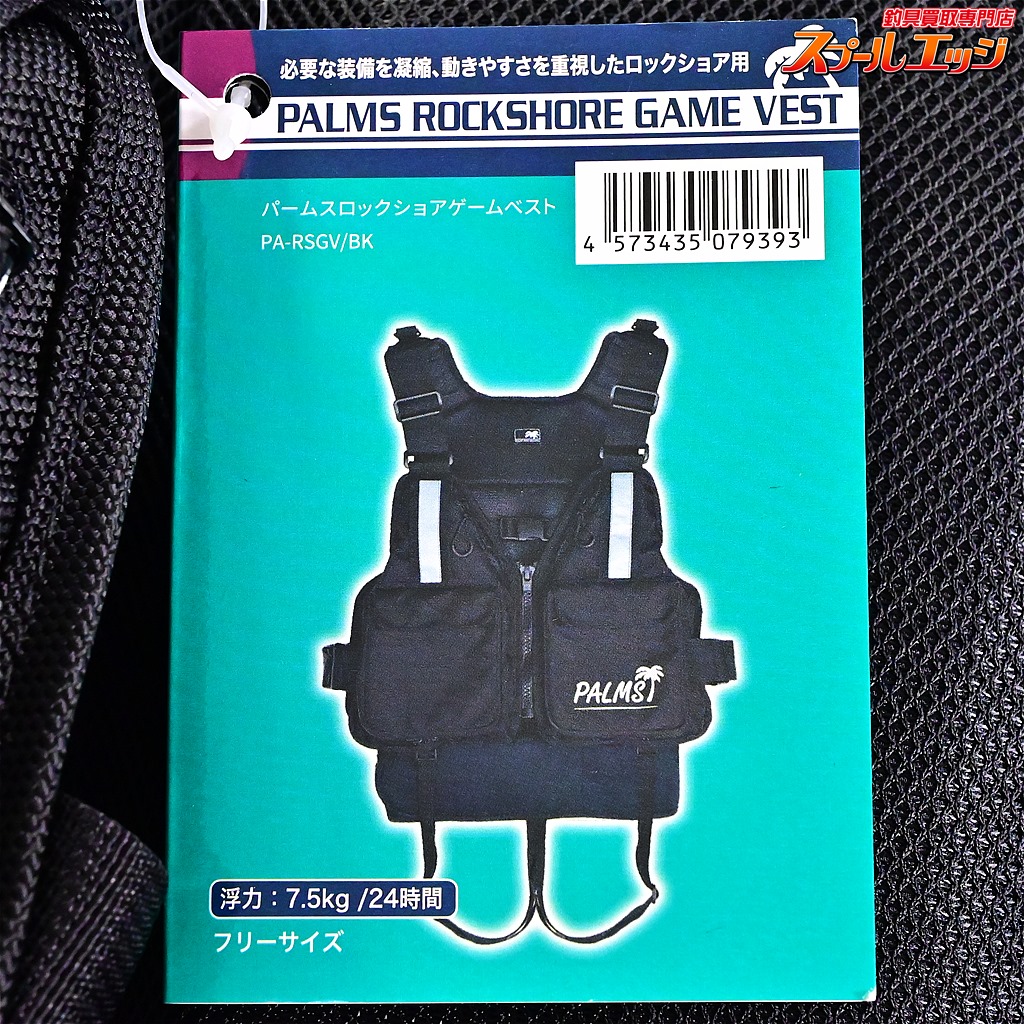 釣具買取専門店
スプールエッジ
必要な装備を凝縮、動きやすさを重視したロックショア用
PALMS ROCKSHORE GAME VEST
パームスロックショアゲームベスト
PA-RSGV/BK
4 573435 079393
PALMS
浮力：7.5kg /24時間
フリーサイズ